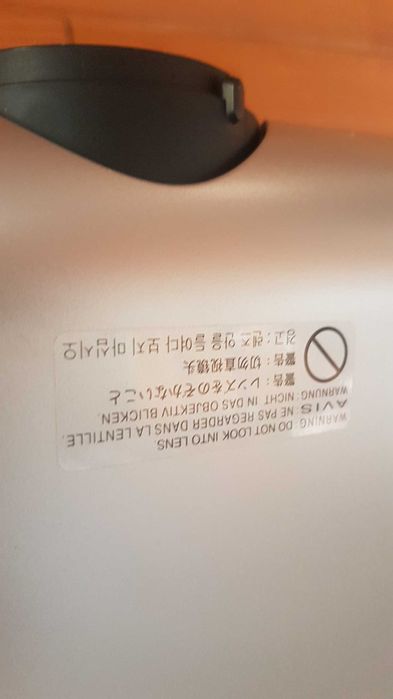 WARNING: DO NOT LOOK INTO LENS
AVIS: NE PAS REGARDER DANS LA LENTILLE.
WARNUNG: NICHT IN DAS OBJEKTIV BLICKEN.
警告：レンズをのぞかないこと
警告：切勿直视镜头
경고：렌즈 안을 들여다 보지 마십시오